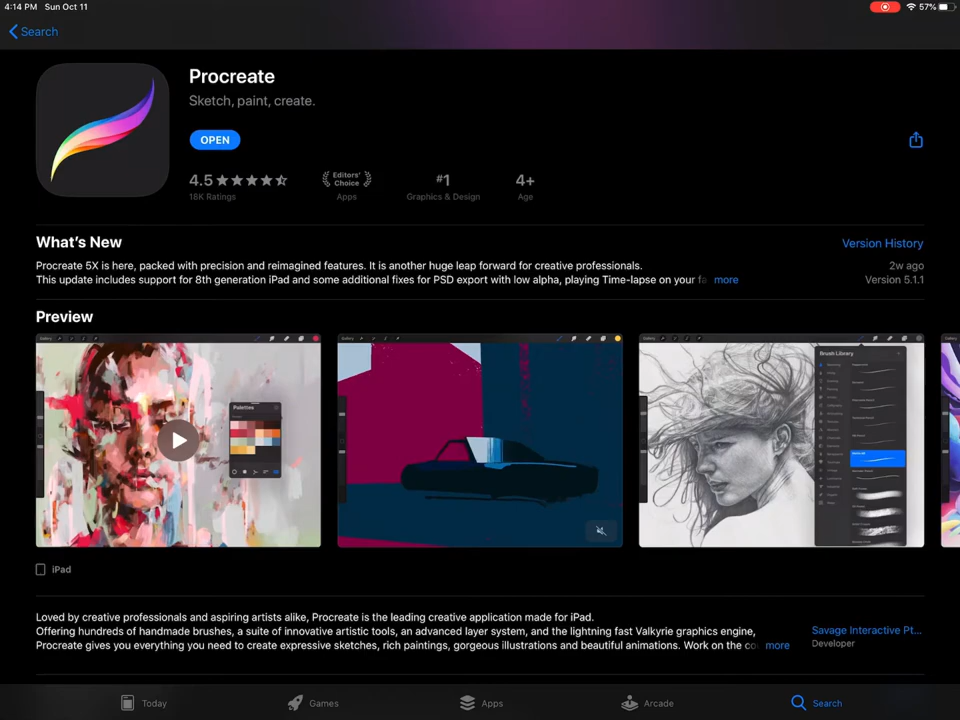 4:14 PM Sun Oct 11
57%
Search
Procreate
Sketch, paint, create.
OPEN
4.5
18K Ratings
Editors' Choice
Apps
#1
Graphics & Design
4+
Age
What's New
Version History
Procreate 5X is here, packed with precision and reimagined features. It is another huge leap forward for creative professionals.
2w ago
This update includes support for 8th generation iPad and some additional fixes for PSD export with low alpha, playing Time-lapse on your more
Version 5.1.1
Preview
Gallery
Palettes
Gallery
Gallery
Brush Library
iPad
Loved by creative professionals and aspiring artists alike, Procreate is the leading creative application made for iPad.
Offering hundreds of handmade brushes, a suite of innovative artistic tools, an advanced layer system, and the lightning fast Valkyrie graphics engine,
Savage Interactive Pt...
Procreate gives you everything you need to create expressive sketches, rich paintings, gorgeous illustrations and beautiful animations. Work on the more
Developer
Today
Games
Apps
Arcade
Search